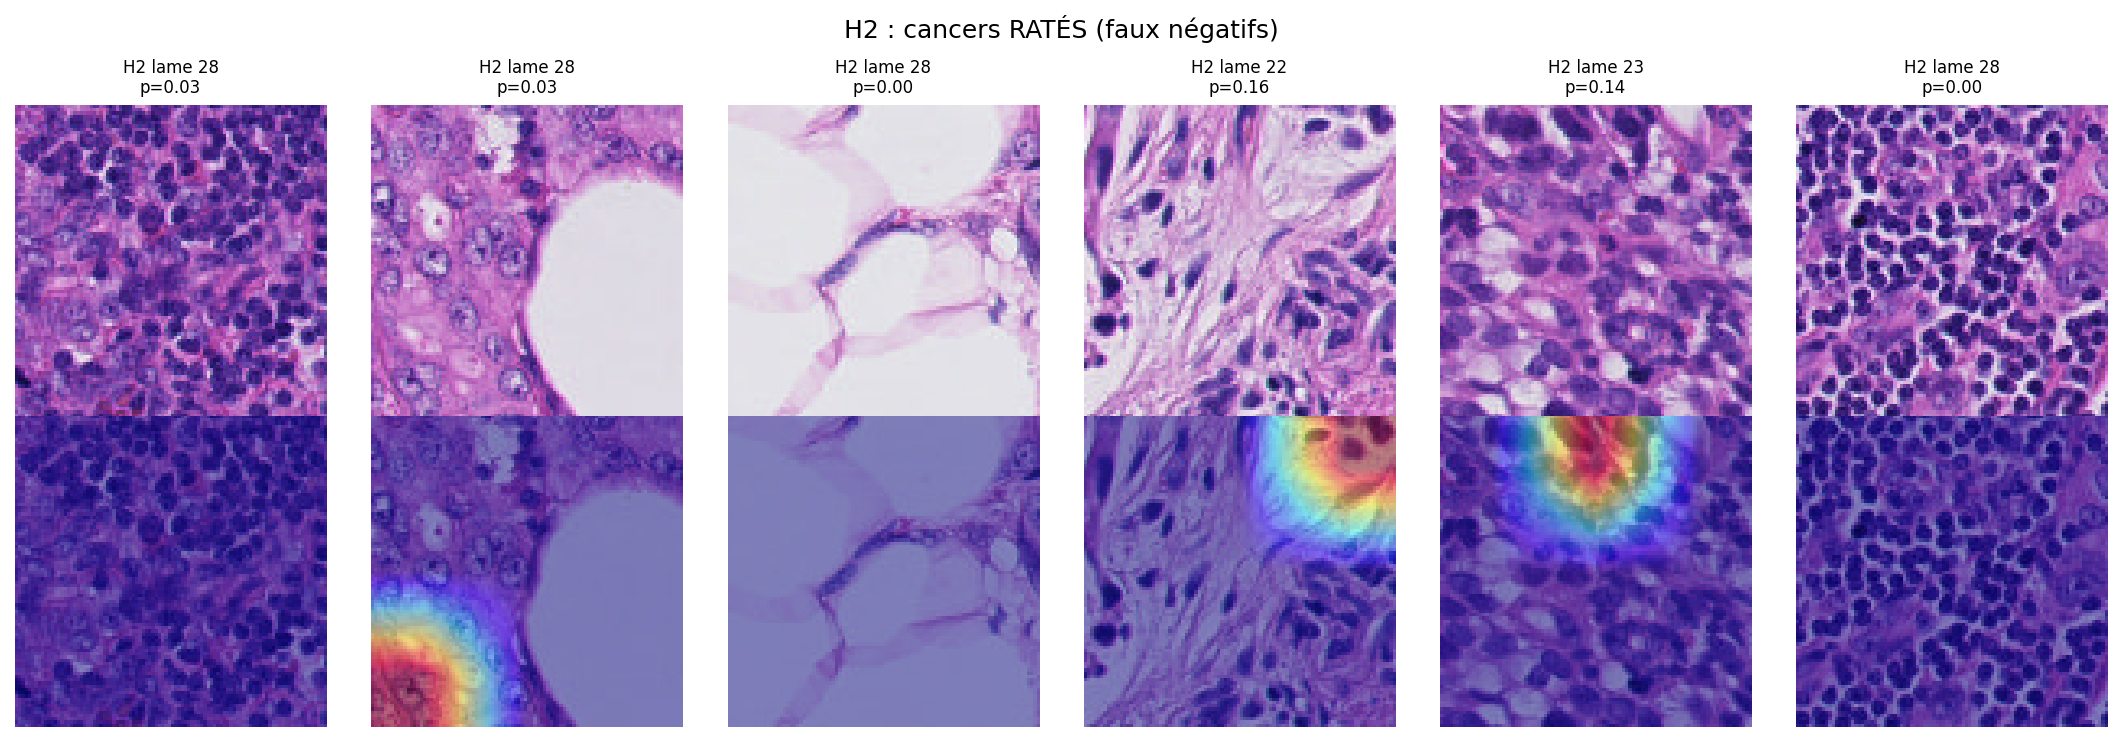 H2 : cancers RATÉS (faux négatifs)
H2 lame 28
p=0.03
H2 lame 28
p=0.03
H2 lame 28
p=0.00
H2 lame 22
p=0.16
H2 lame 23
p=0.14
H2 lame 28
p=0.00